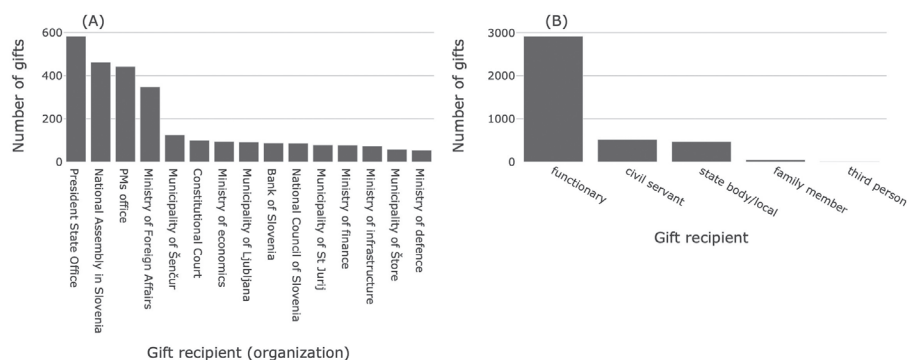 (A)
Number of gifts
600
400
200
0
President State Office
National Assembly in Slovenia
PMs office
Ministry of Foreign Affairs
Municipality of Šenčur
Constitutional Court
Ministry of economics
Municipality of Ljubljana
Bank of Slovenia
National Council of Slovenia
Municipality of St Jurij
Ministry of finance
Ministry of infrastructure
Municipality of Štore
Ministry of defence
Gift recipient (organization)
(B)
Number of gifts
3000
2000
1000
0
functionary
civil servant
state body/local
family member
third person
Gift recipient